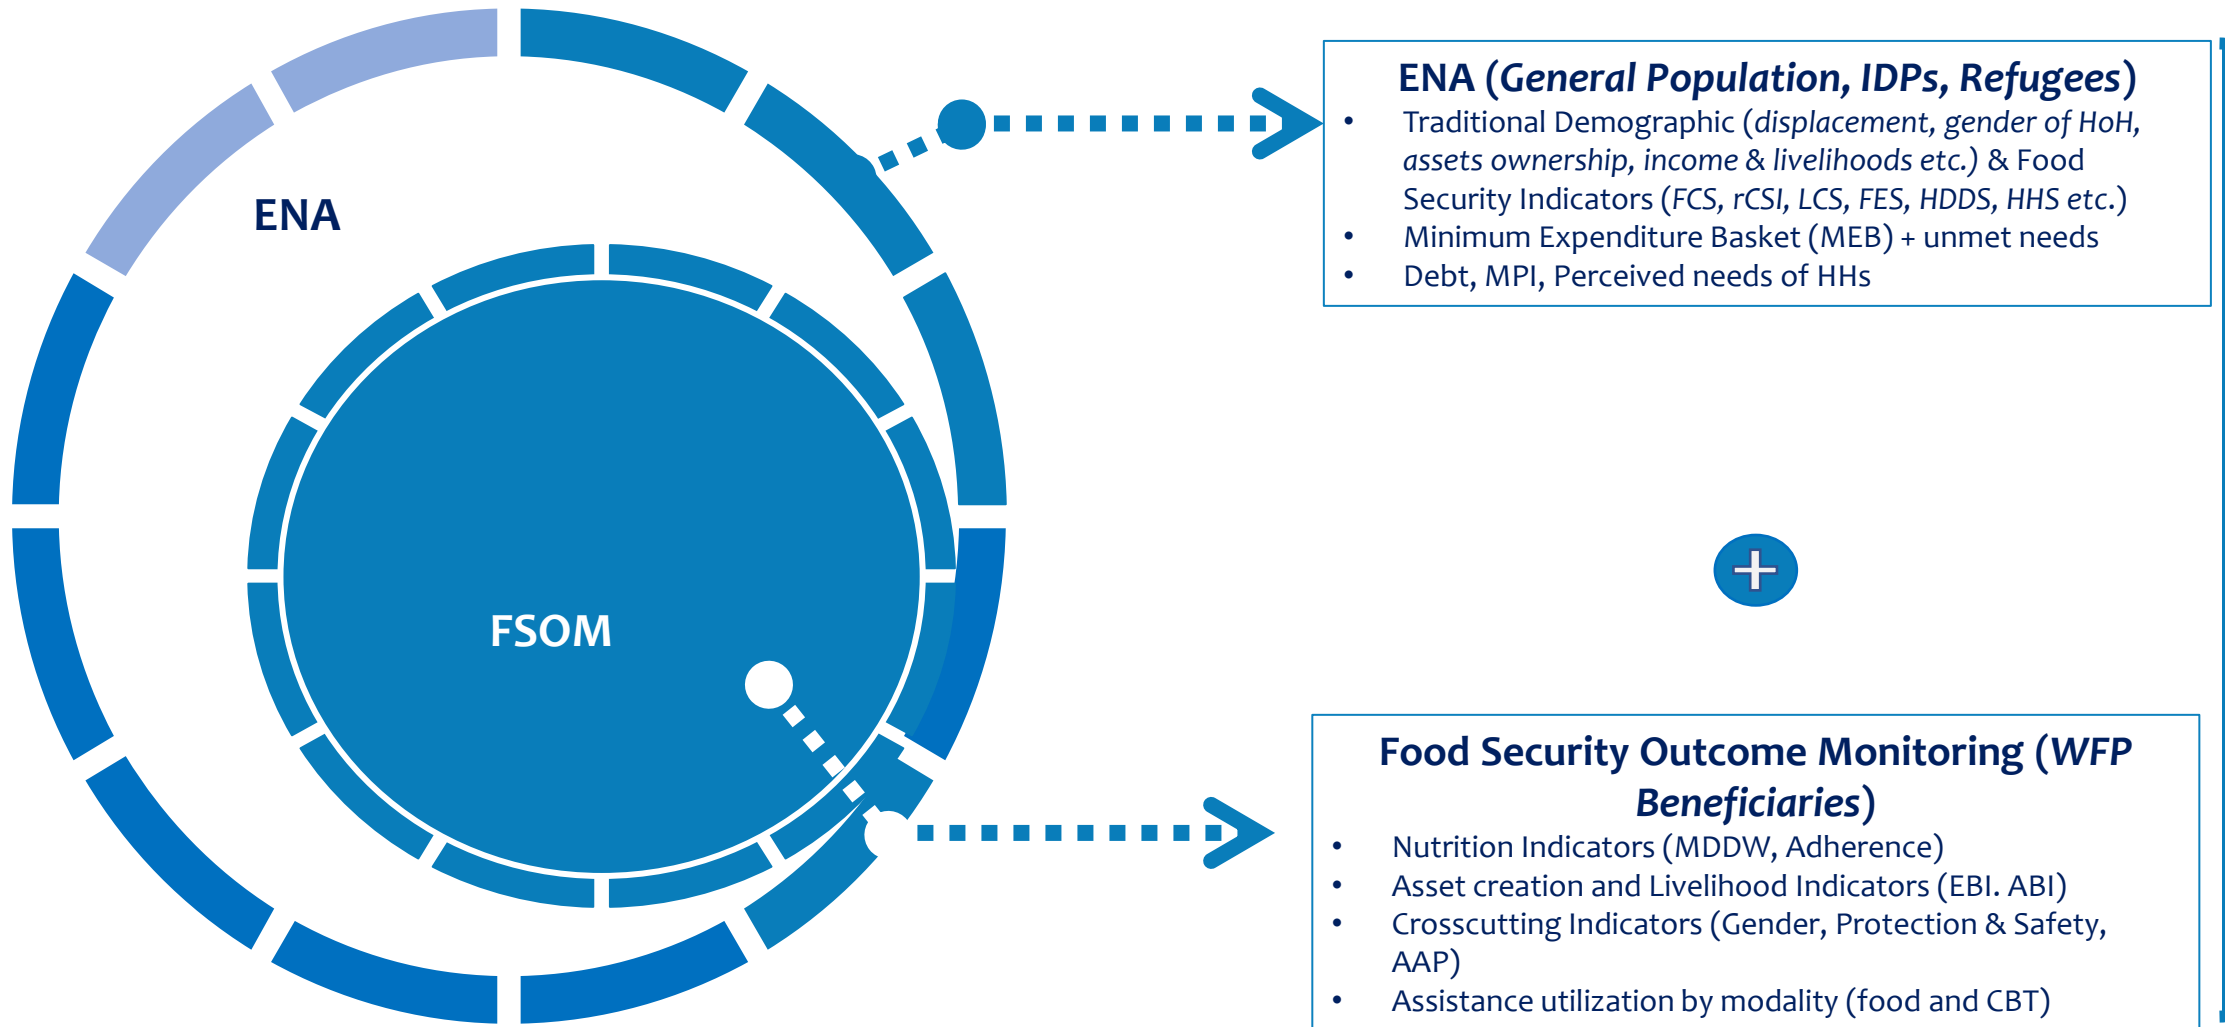 ENA
FSOM
ENA (General Population, IDPs, Refugees)
• Traditional Demographic (displacement, gender of HoH,
assets ownership, income & livelihoods etc.) & Food
Security Indicators (FCS, rCSI, LCS, FES, HDDS, HHS etc.)
• Minimum Expenditure Basket (MEB) + unmet needs
• Debt, MPI, Perceived needs of HHs
Food Security Outcome Monitoring (WFP
Beneficiaries)
• Nutrition Indicators (MDDW, Adherence)
• Asset creation and Livelihood Indicators (EBI. ABI)
• Crosscutting Indicators (Gender, Protection & Safety,
AAP)
• Assistance utilization by modality (food and CBT)